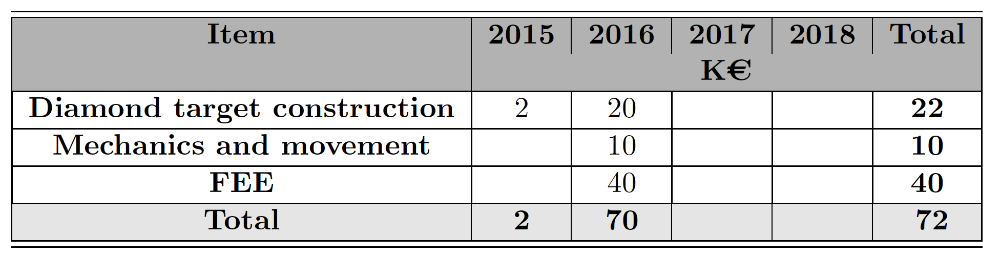 Item 2015 2016 2017 2018 Total
K€
Diamond target construction 2 20 22
Mechanics and movement 10 10
FEE 40 40
Total 2 70 72